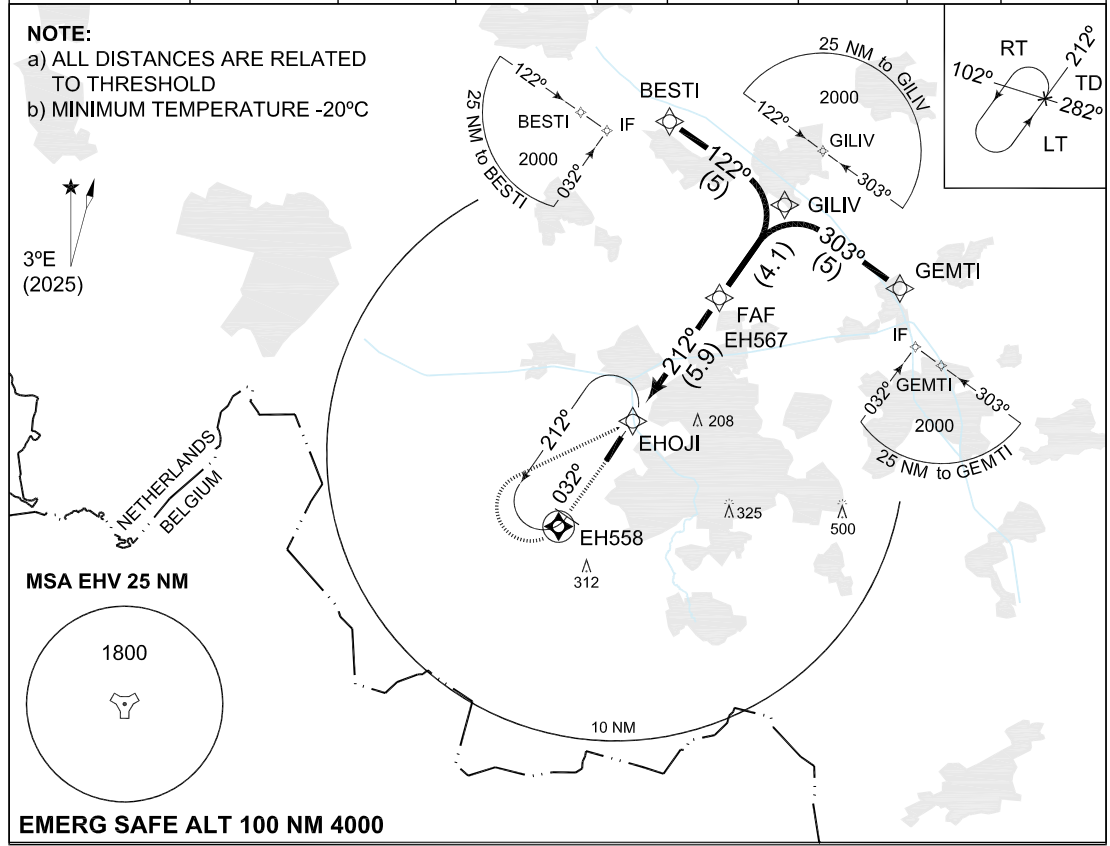 NOTE:
a) ALL DISTANCES ARE RELATED
TO THRESHOLD
b) MINIMUM TEMPERATURE -20ºC
122º
BESTI
IF
2000
032º
25 NM to BESTI
BESTI
122º
(5)
25 NM to GILIV
2000
122º
GILIV
303º
RT
212º
102º
TD
282º
LT
3ºE
(2025)
GILIV
303º
(5)
(4.1)
GEMTI
FAF
EH567
212º
(5.9)
IF
GEMTI
032º
303º
2000
25 NM to GEMTI
212º
EHOJI
208
032º
EH558
325
500
312
NETHERLANDS
BELGIUM
MSA EHV 25 NM
1800
10 NM
EMERG SAFE ALT 100 NM 4000